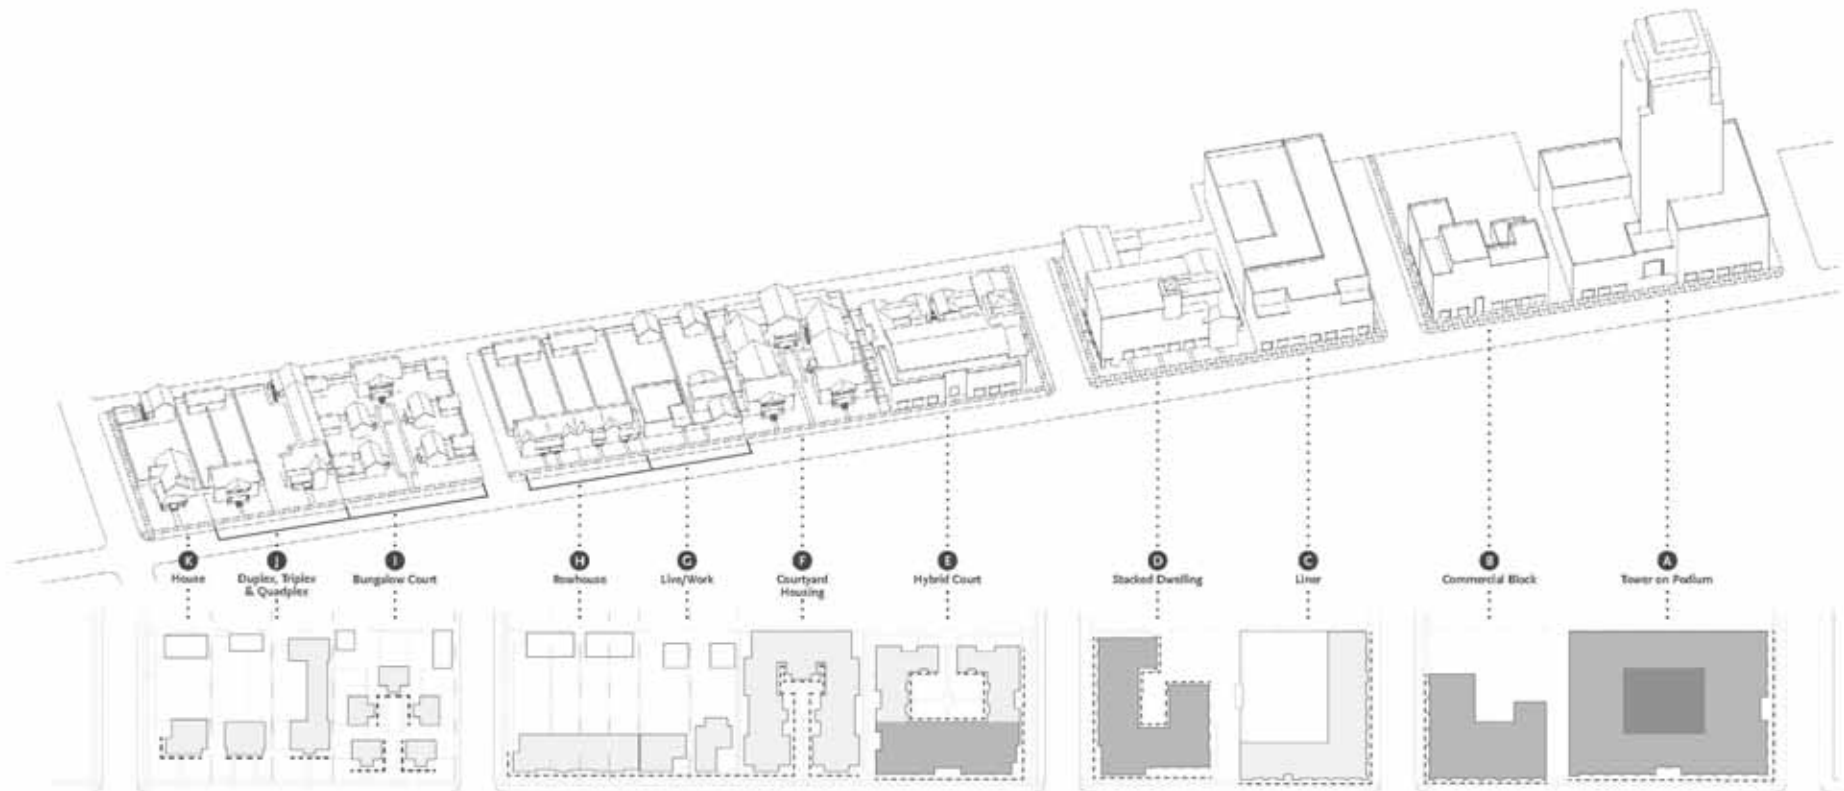 K
House
J
Duplex, Triplex
& Quadplex
I
Bungalow Court
H
Rowhouse
G
Live/Work
F
Courtyard
Housing
E
Hybrid Court
D
Stacked Dwelling
C
Liner
B
Commercial Block
A
Tower on Podium